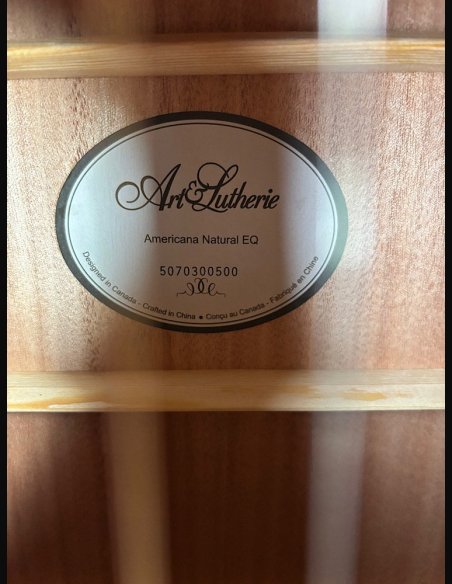 Art & Lutherie
Americana Natural EQ
5070300500
Designed in Canada - Crafted in China ● Conçu au Canada - Fabriqué en Chine